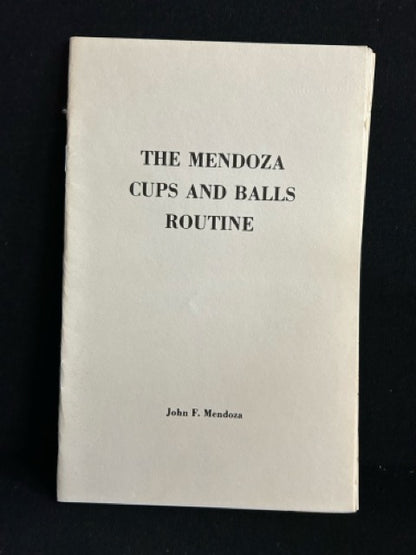 THE MENDOZA
CUPS AND BALLS
ROUTINE
John F. Mendoza